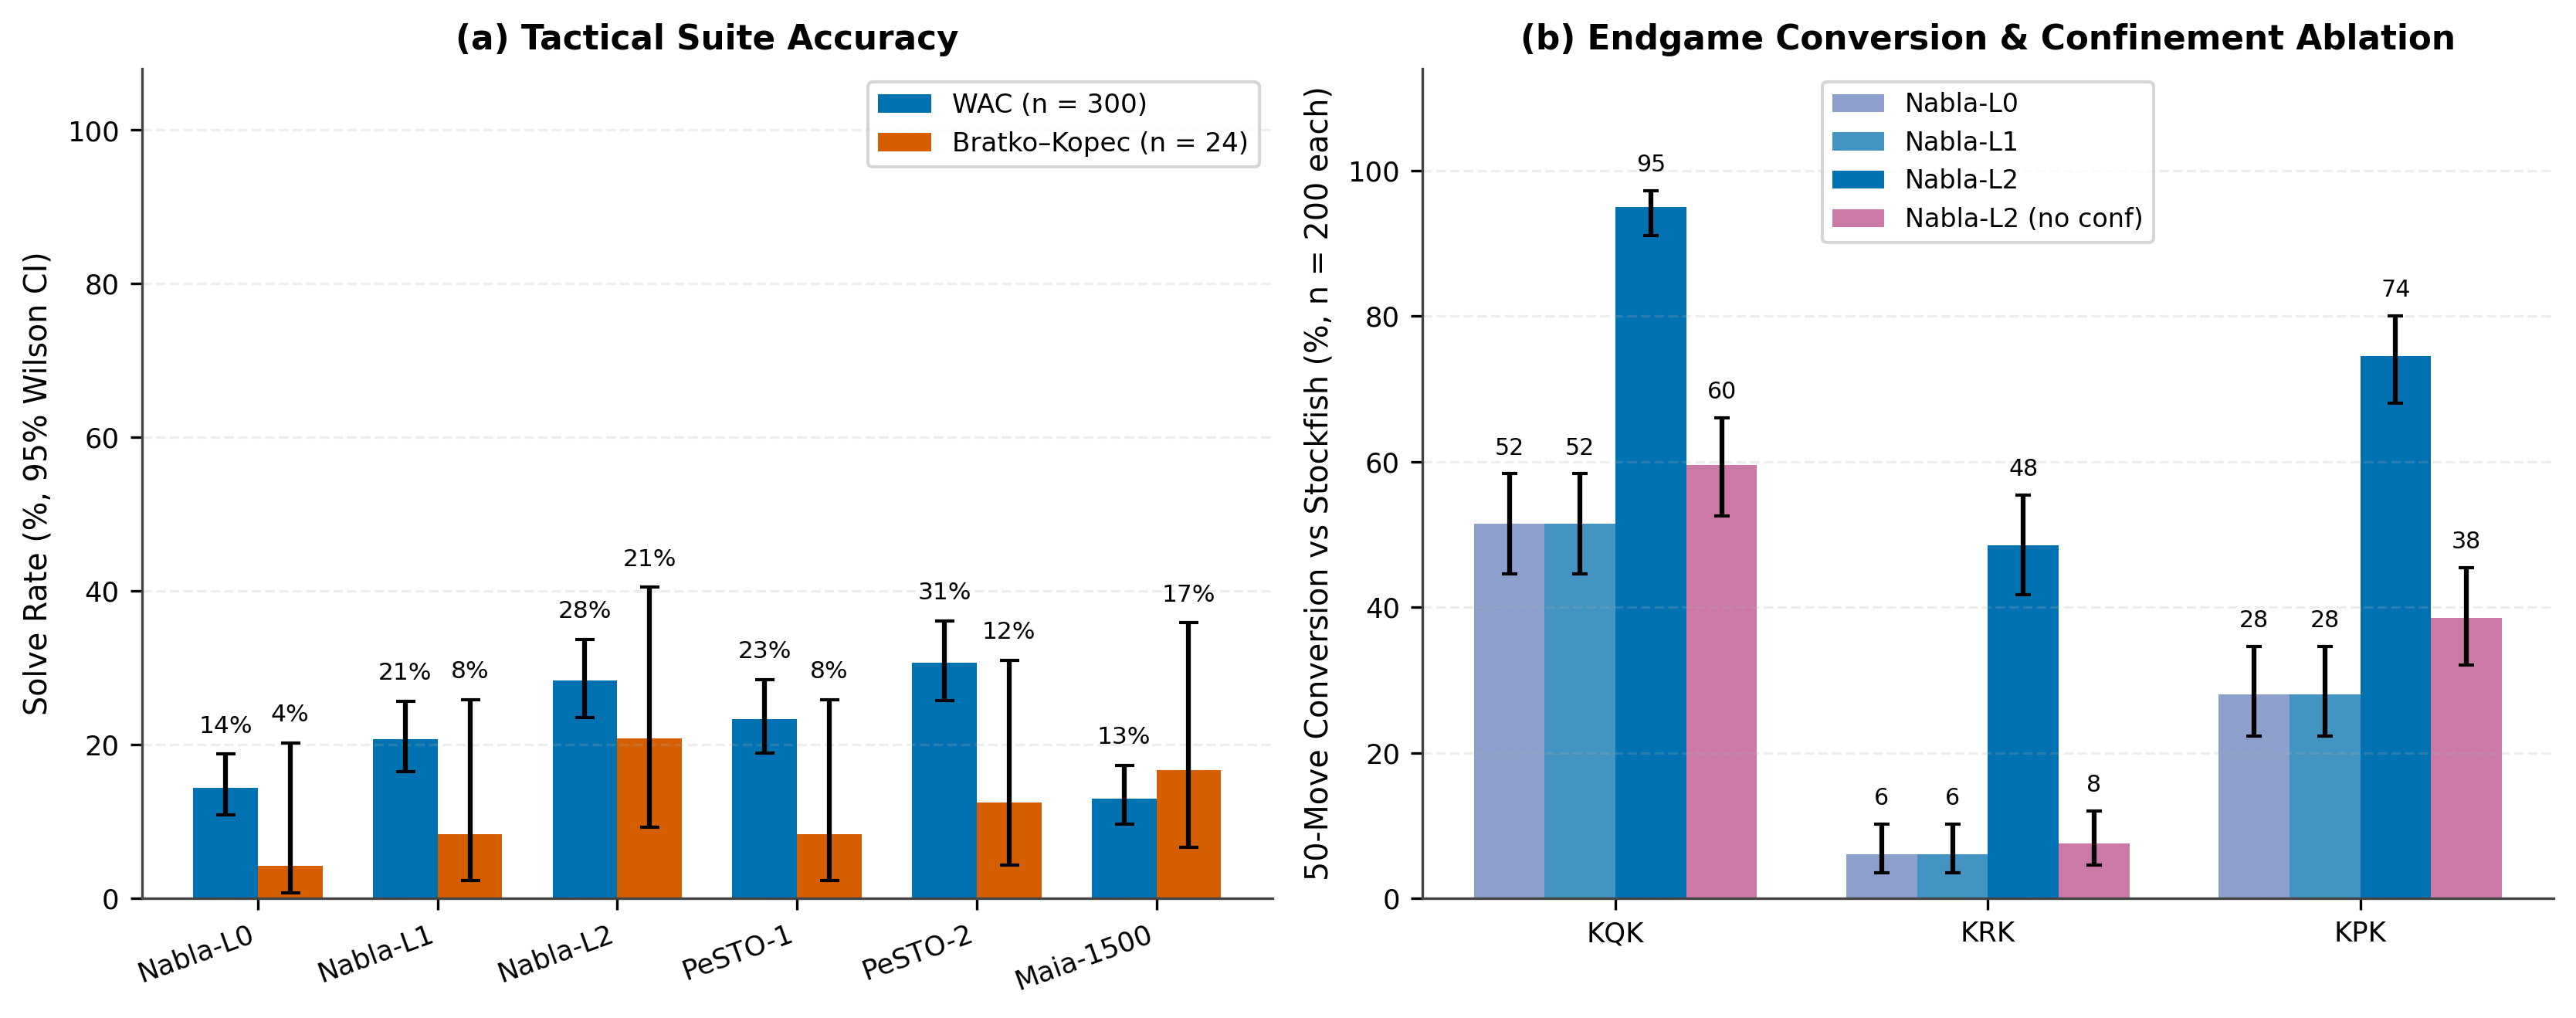 (a) Tactical Suite Accuracy
Solve Rate (%, 95% Wilson CI)
100
80
60
40
20
0
WAC (n = 300)
Bratko–Kopec (n = 24)
14%
4%
21%
8%
28%
21%
23%
8%
31%
12%
13%
17%
Nabla-L0
Nabla-L1
Nabla-L2
PeSTO-1
PeSTO-2
Maia-1500
(b) Endgame Conversion & Confinement Ablation
50-Move Conversion vs Stockfish (%, n = 200 each)
100
80
60
40
20
0
Nabla-L0
Nabla-L1
Nabla-L2
Nabla-L2 (no conf)
52
52
95
60
6
6
48
8
28
28
74
38
KQK
KRK
KPK